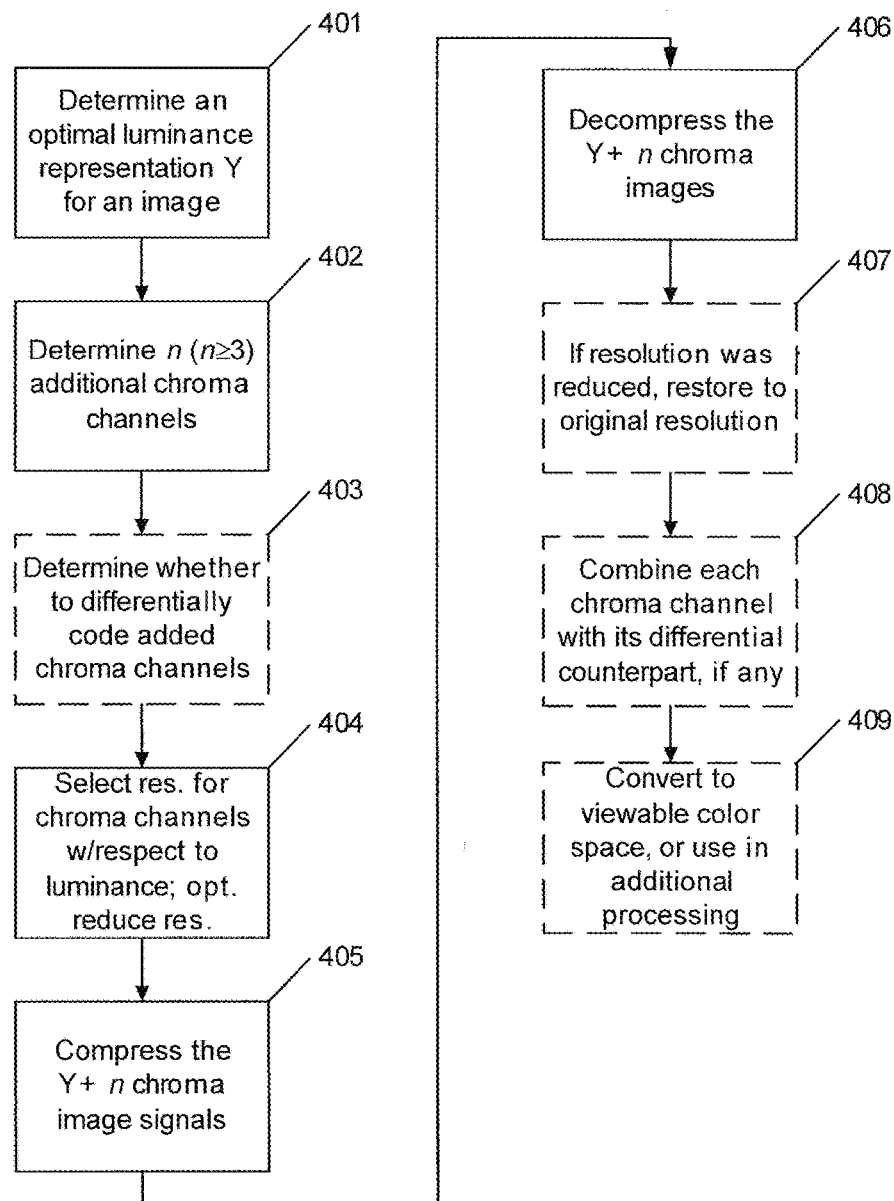 401
Determine an
optimal luminance
representation Y
for an image
402
Determine n (n≥3)
additional chroma
channels
403
Determine whether
to differentially
code added
chroma channels
404
Select res. for
chroma channels
w/respect to
luminance; opt.
reduce res.
405
Compress the
Y+ n chroma
image signals
406
Decompress the
Y+ n chroma
images
407
If resolution was
reduced, restore to
original resolution
408
Combine each
chroma channel
with its differential
counterpart, if any
409
Convert to
viewable color
space, or use in
additional
processing